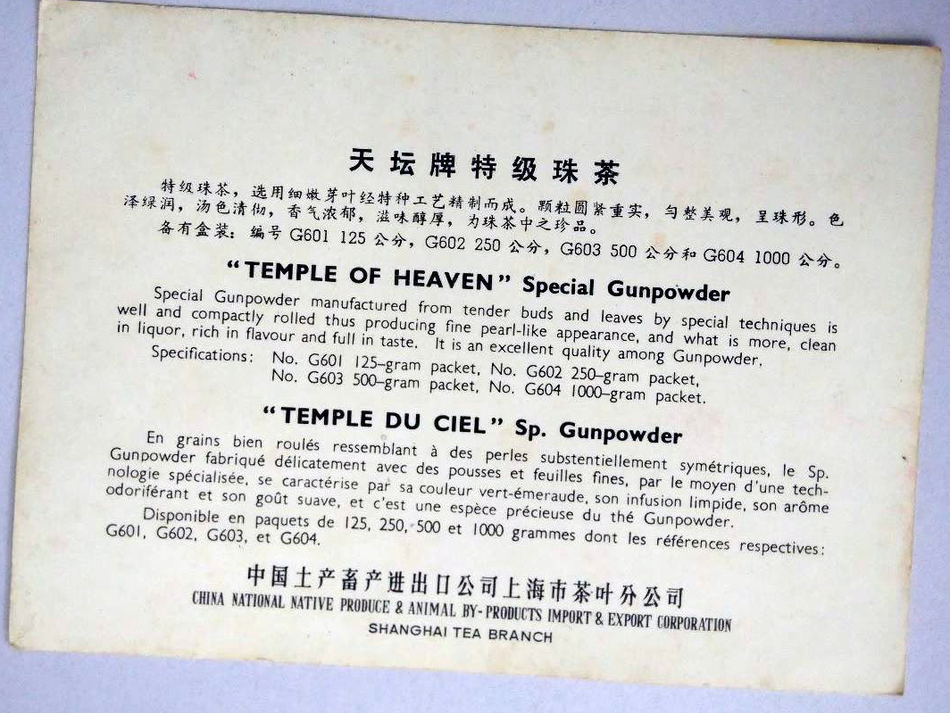 天坛牌特级珠茶
特级珠茶，选用细嫩芽叶经特种工艺精制而成。颗粒圆紧重实，匀整美观，呈珠形。色
泽绿润，汤色清彻，香气浓郁，滋味醇厚，为珠茶中之珍品。
备有盒装：编号 G601 125 公分，G602 250 公分，G603 500 公分和 G604 1000 公分。
“TEMPLE OF HEAVEN” Special Gunpowder
Special Gunpowder manufactured from tender buds and leaves by special techniques is
well and compactly rolled thus producing fine pearl-like appearance, and what is more, clean
in liquor, rich in flavour and full in taste. It is an excellent quality among Gunpowder.
Specifications: No. G601 125-gram packet, No. G602 250-gram packet,
No. G603 500-gram packet, No. G604 1000-gram packet.
“TEMPLE DU CIEL” Sp. Gunpowder
En grains bien roulés ressemblant à des perles substentiellement symétriques, le Sp.
Gunpowder fabriqué délicatement avec des pousses et feuilles fines, par le moyen d'une tech-
nologie spécialisée, se caractérise par sa couleur vert-émeraude, son infusion limpide, son arôme
odoriférant et son goût suave, et c'est une espèce précieuse du thé Gunpowder.
Disponible en paquets de 125, 250, 500 et 1000 grammes dont les références respectives:
G601, G602, G603, et G604.
中国土产畜产进出口公司上海市茶叶分公司
CHINA NATIONAL NATIVE PRODUCE & ANIMAL BY-PRODUCTS IMPORT & EXPORT CORPORATION
SHANGHAI TEA BRANCH